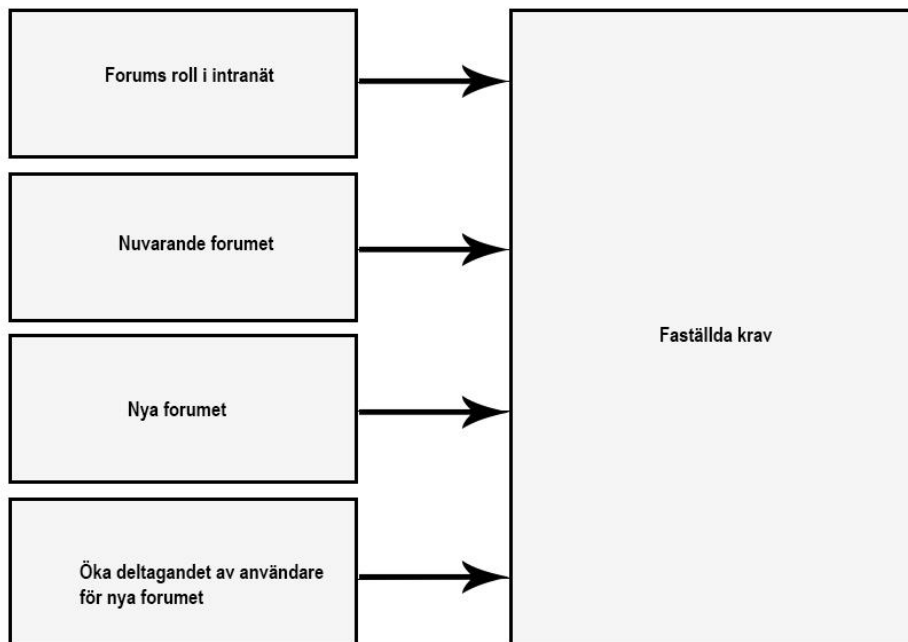 Forums roll i intranät
Nuvarande forumet
Nya forumet
Öka deltagandet av användare
för nya forumet
Faställda krav